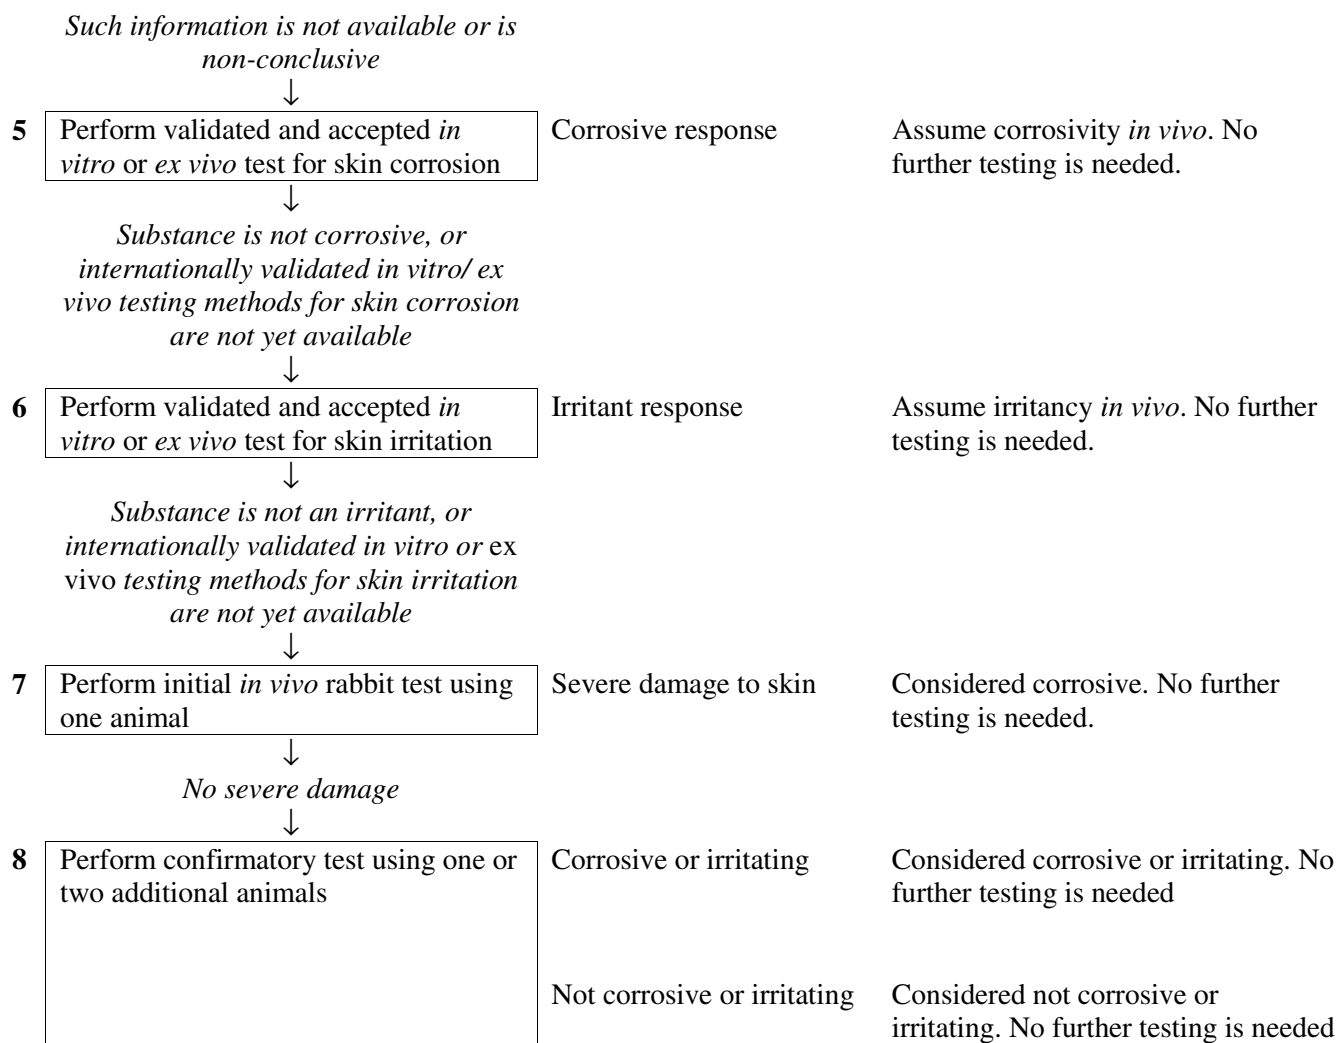 Such information is not available or is
non-conclusive
↓
5 Perform validated and accepted in Corrosive response Assume corrosivity in vivo. No
vitro or ex vivo test for skin corrosion further testing is needed.
↓
Substance is not corrosive, or
internationally validated in vitro/ ex
vivo testing methods for skin corrosion
are not yet available
↓
6 Perform validated and accepted in Irritant response Assume irritancy in vivo. No further
vitro or ex vivo test for skin irritation testing is needed.
↓
Substance is not an irritant, or
internationally validated in vitro or ex
vivo testing methods for skin irritation
are not yet available
↓
7 Perform initial in vivo rabbit test using Severe damage to skin Considered corrosive. No further
one animal testing is needed.
↓
No severe damage
↓
8 Perform confirmatory test using one or Corrosive or irritating Considered corrosive or irritating. No
two additional animals further testing is needed
Not corrosive or irritating Considered not corrosive or
irritating. No further testing is needed